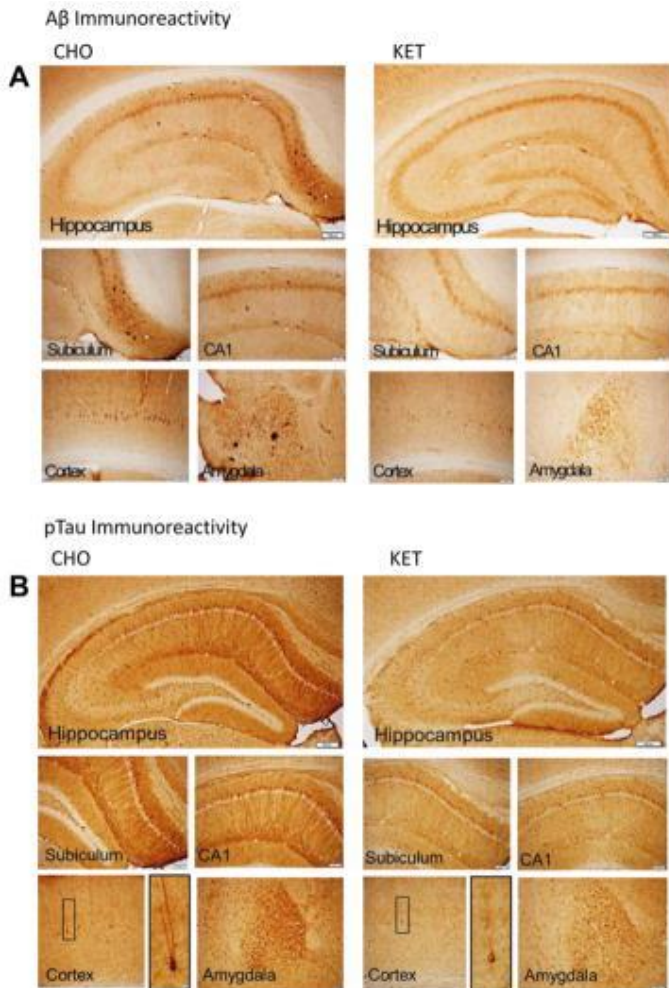 Aβ Immunoreactivity
CHO KET
A
Hippocampus Hippocampus
Subiculum CA1 Subiculum CA1
Cortex Amygdala Cortex Amygdala
pTau Immunoreactivity
CHO KET
B
Hippocampus Hippocampus
Subiculum CA1 Subiculum CA1
Cortex Amygdala Cortex Amygdala